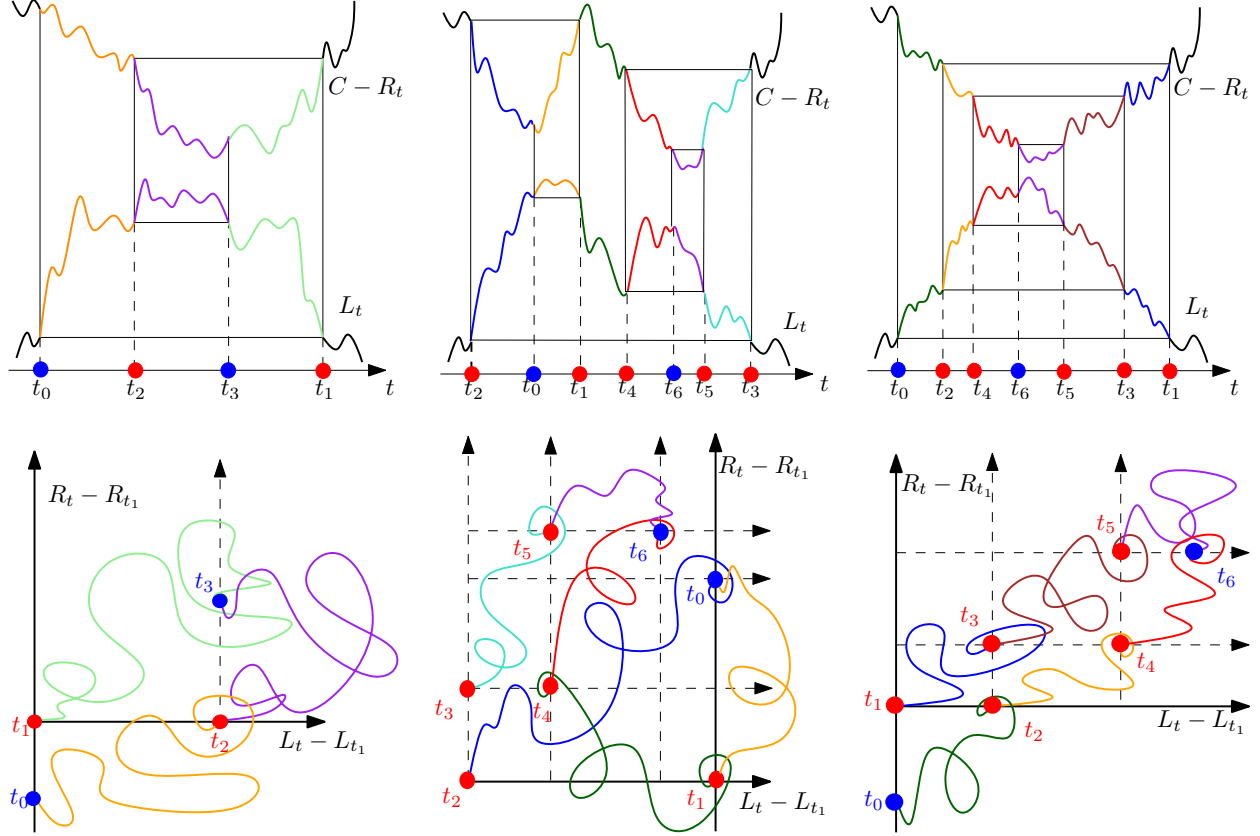 C − R_t
L_t
t_0 t_2 t_3 t_1 t
C − R_t
L_t
t_2 t_0 t_1 t_4 t_6 t_5 t_3 t
C − R_t
L_t
t_0 t_2 t_4 t_6 t_5 t_3 t_1 t
R_t − R_{t_1}
t_3
t_1
t_2
L_t − L_{t_1}
t_0
R_t − R_{t_1}
t_5
t_6
t_0
t_3
t_4
t_2
t_1
L_t − L_{t_1}
R_t − R_{t_1}
t_5
t_6
t_3
t_4
t_1
t_2
L_t − L_{t_1}
t_0